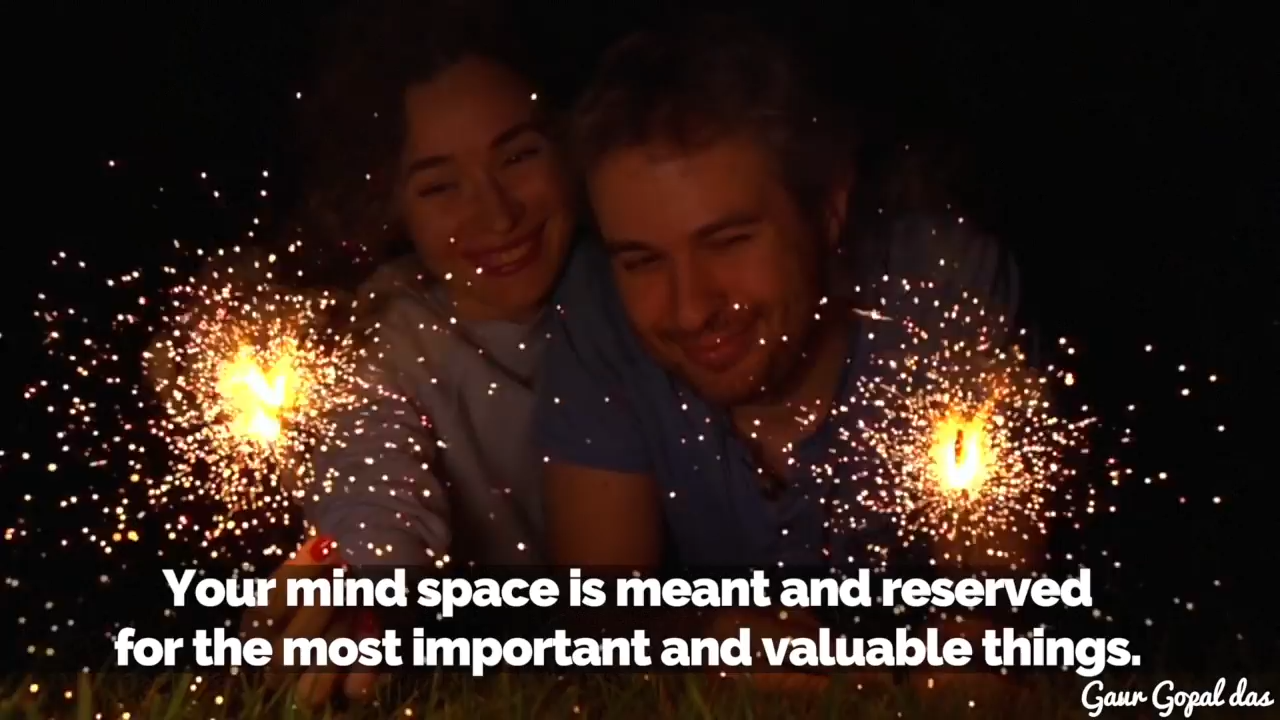 Your mind space is meant and reserved
for the most important and valuable things.
Gaur Gopal das